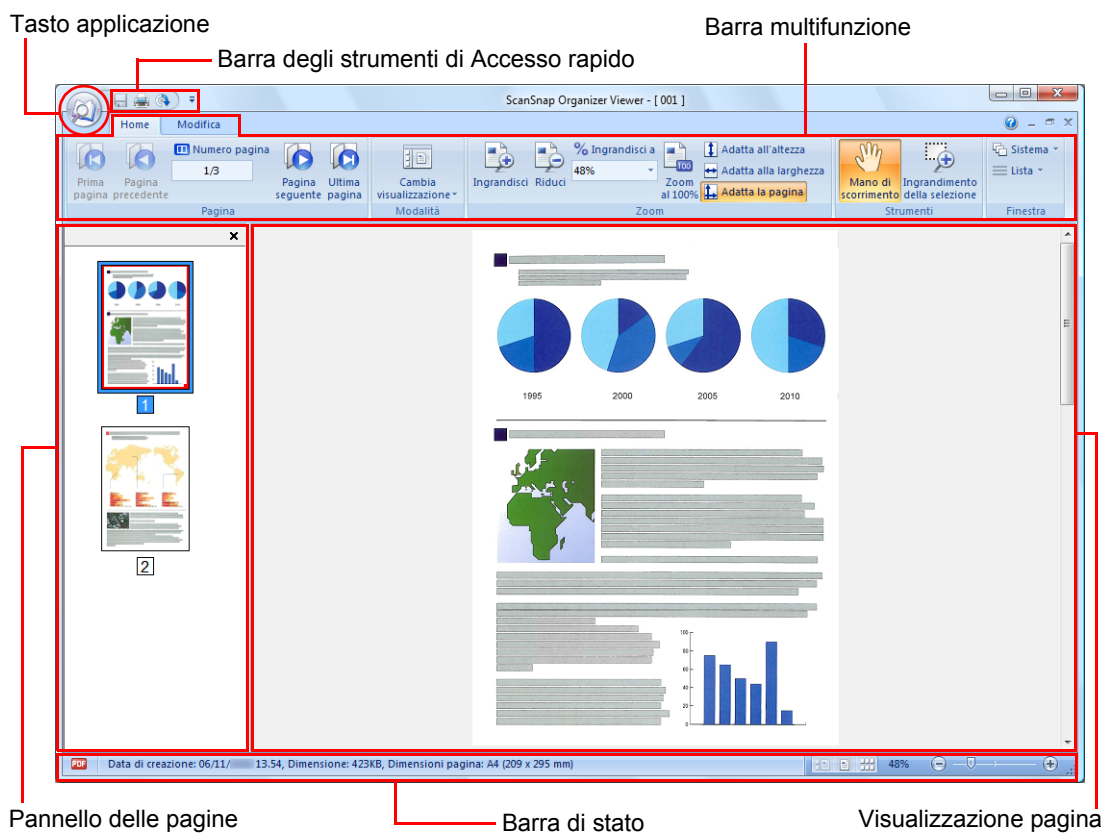 Tasto applicazione
Barra multifunzione
Barra degli strumenti di Accesso rapido
ScanSnap Organizer Viewer - [ 001 ]
Home
Modifica
Prima pagina
Pagina precedente
Numero pagina
1/3
Pagina seguente
Ultima pagina
Pagina
Cambia visualizzazione
Modalità
Ingrandisci
Riduci
% Ingrandisci a
48%
100
Zoom al 100%
Adatta all'altezza
Adatta alla larghezza
Adatta la pagina
Zoom
Mano di scorrimento
Ingrandimento della selezione
Strumenti
Sistema
Lista
Finestra
1
2
1995
2000
2005
2010
100
80
60
40
20
0
PDF
Data di creazione: 06/11/ 13.54, Dimensione: 423KB, Dimensioni pagina: A4 (209 x 295 mm)
48%
Pannello delle pagine
Barra di stato
Visualizzazione pagina